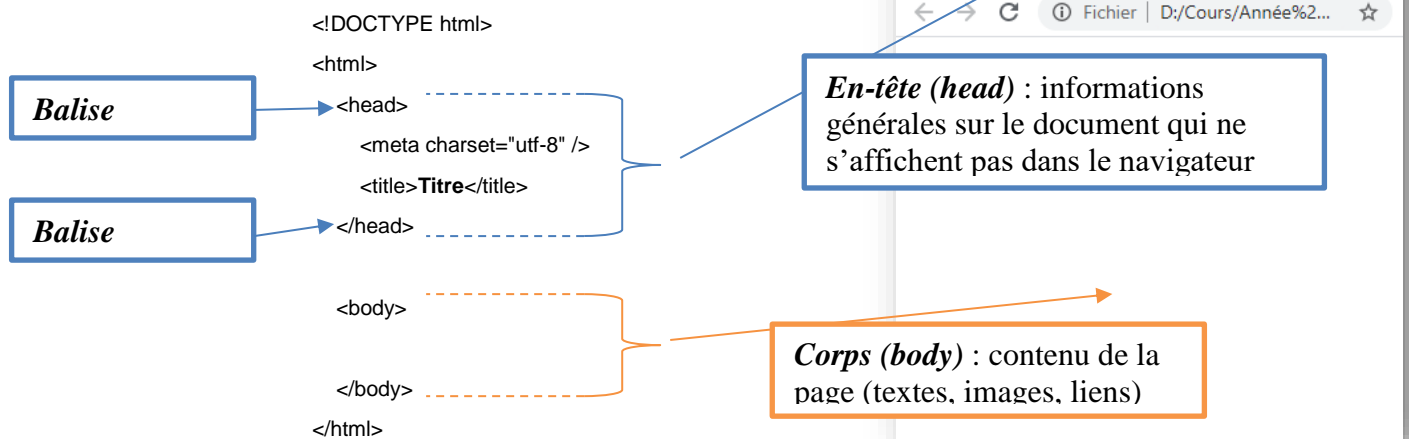 Fichier | D:/Cours/Année%2...
<!DOCTYPE html>
<html>
<head>
<meta charset="utf-8" />
<title>Titre</title>
</head>
<body>
</body>
</html>
Balise
Balise
En-tête (head) : informations
générales sur le document qui ne
s’affichent pas dans le navigateur
Corps (body) : contenu de la
page (textes, images, liens)